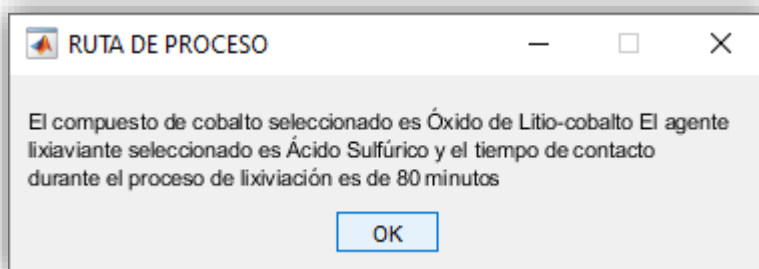 RUTA DE PROCESO
El compuesto de cobalto seleccionado es Óxido de Litio-cobalto El agente
lixiaviante seleccionado es Ácido Sulfúrico y el tiempo de contacto
durante el proceso de lixiviación es de 80 minutos
OK